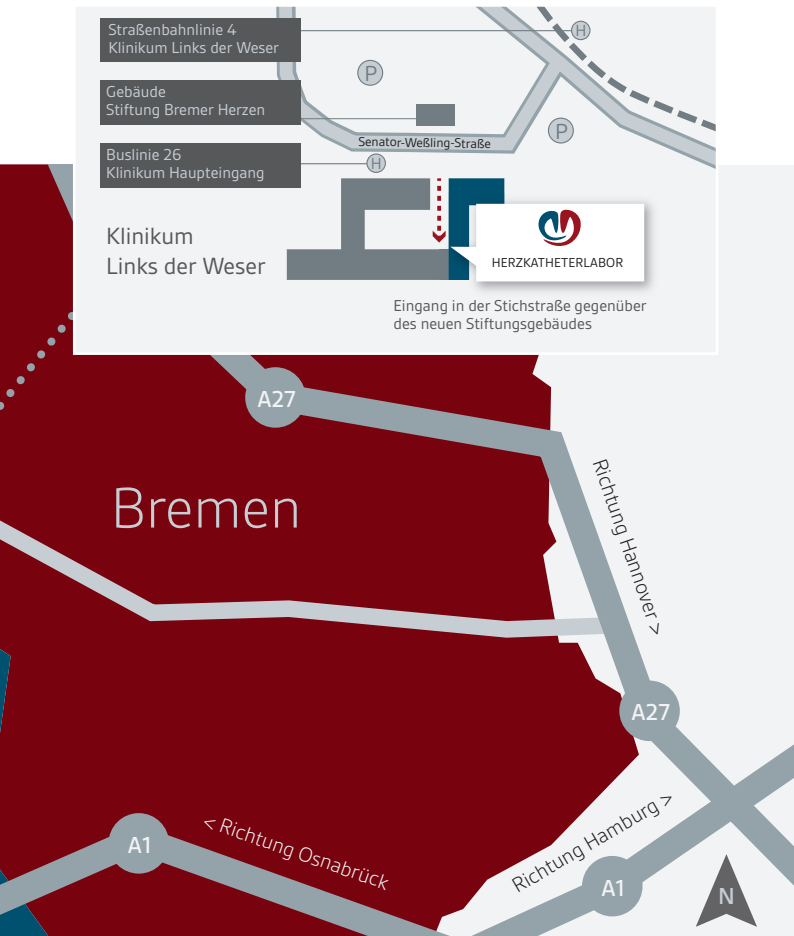 Straßenbahnlinie 4
Klinikum Links der Weser
H
Gebäude
Stiftung Bremer Herzen
P
P
Senator-Weßling-Straße
Buslinie 26
Klinikum Haupteingang
H
Klinikum
Links der Weser
HERZKATHETERLABOR
Eingang in der Stichstraße gegenüber
des neuen Stiftungsgebäudes
A27
Bremen
Richtung Hannover >
A27
< Richtung Osnabrück
Richtung Hamburg >
A1
A1
N